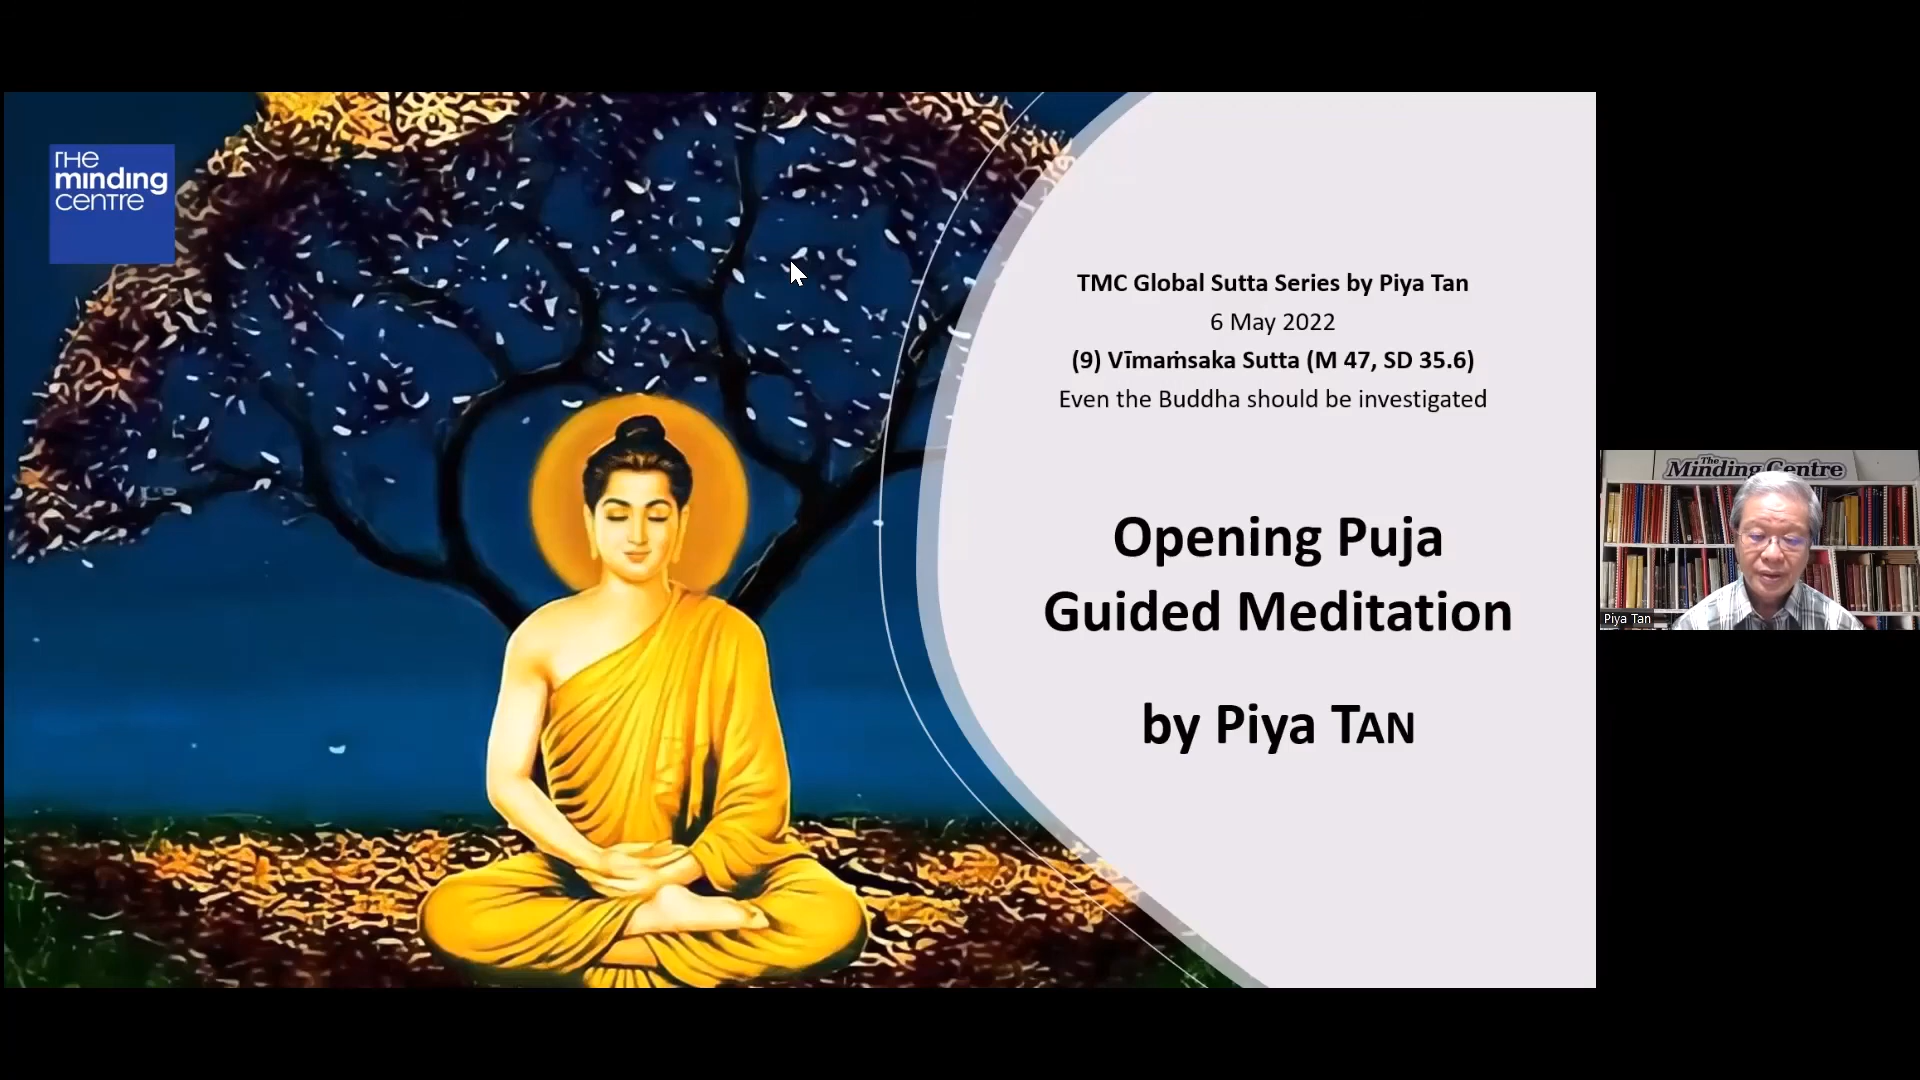 THE
minding
centre
TMC Global Sutta Series by Piya Tan
6 May 2022
(9) Vīmaṁsaka Sutta (M 47, SD 35.6)
Even the Buddha should be investigated
Opening Puja
Guided Meditation
by Piya TAN
The
Minding Centre
Piya Tan